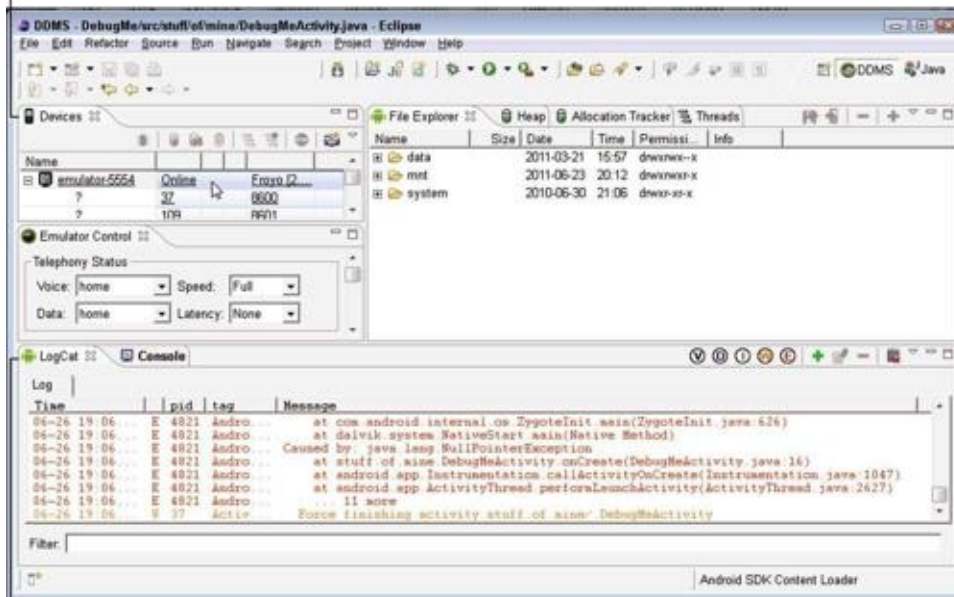 DDMS - DebugMe/src/stuff/of/mine/DebugMeActivity.java - Eclipse
File Edit Refactor Source Run Navigate Search Project Window Help
DDMS Java
Devices
Name
emulator-5554 Online Froyo [2....
? 37 8600
? 109 8601
Emulator Control
Telephony Status
Voice: home Speed: Full
Data: home Latency: None
File Explorer Heap Allocation Tracker Threads
Name Size Date Time Permissi... Info
data 2011-03-21 15:57 drwxrwx--x
mnt 2011-06-23 20:12 drwxrwxr-x
system 2010-06-30 21:06 drwxr-xr-x
LogCat Console
V D I W E
Log
Time pid tag Message
06-26 19:06... E 4821 Andro... at com.android.internal.os.ZygoteInit.main(ZygoteInit.java:626)
06-26 19:06... E 4821 Andro... at dalvik.system.NativeStart.main(Native Method)
06-26 19:06... E 4821 Andro... Caused by: java.lang.NullPointerException
06-26 19:06... E 4821 Andro... at stuff.of.mine.DebugMeActivity.onCreate(DebugMeActivity.java:16)
06-26 19:06... E 4821 Andro... at android.app.Instrumentation.callActivityOnCreate(Instrumentation.java:1047)
06-26 19:06... E 4821 Andro... at android.app.ActivityThread.performLaunchActivity(ActivityThread.java:2627)
06-26 19:06... E 4821 Andro... ... 11 more
06-26 19:06... W 37 Activ... Force finishing activity stuff.of.mine/.DebugMeActivity
Filter:
Android SDK Content Loader